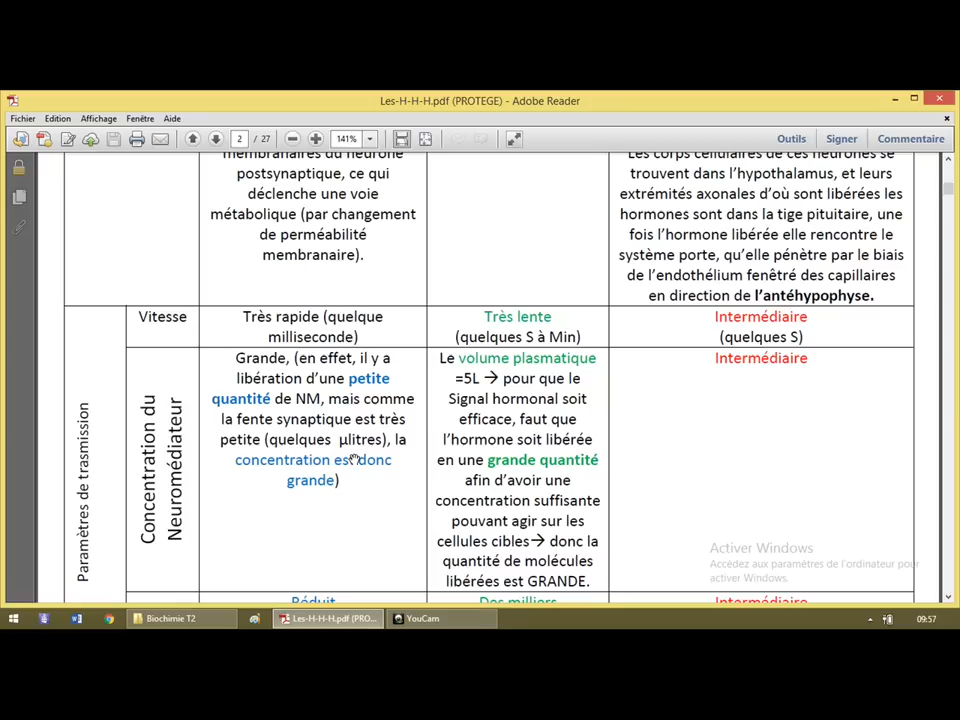 Les-H-H-H.pdf (PROTEGE) - Adobe Reader
Fichier Edition Affichage Fenêtre Aide
2 / 27
141%
Outils Signer Commentaire
membranaires du neurone
postsynaptique, ce qui
déclenche une voie
métabolique (par changement
de perméabilité
membranaire).
Les corps cellulaires de ces neurones se
trouvent dans l’hypothalamus, et leurs
extrémités axonales d’où sont libérées les
hormones sont dans la tige pituitaire, une
fois l’hormone libérée elle rencontre le
système porte, qu’elle pénètre par le biais
de l’endothélium fenêtré des capillaires
en direction de l’antéhypophyse.
Paramètres de trasmission
Vitesse
Très rapide (quelque
milliseconde)
Très lente
(quelques S à Min)
Intermédiaire
(quelques S)
Concentration du
Neuromédiateur
Grande, (en effet, il y a
libération d’une petite
quantité de NM, mais comme
la fente synaptique est très
petite (quelques µlitres), la
concentration est donc
grande)
Le volume plasmatique
=5L → pour que le
Signal hormonal soit
efficace, faut que
l’hormone soit libérée
en une grande quantité
afin d’avoir une
concentration suffisante
pouvant agir sur les
cellules cibles→ donc la
quantité de molécules
libérées est GRANDE.
Intermédiaire
Réduit
Des milliers
Intermédiaire
Activer Windows
Accédez aux paramètres de l’ordinateur pour
activer Windows.
Biochimie T2
Les-H-H-H.pdf (PRO...
YouCam
09:57